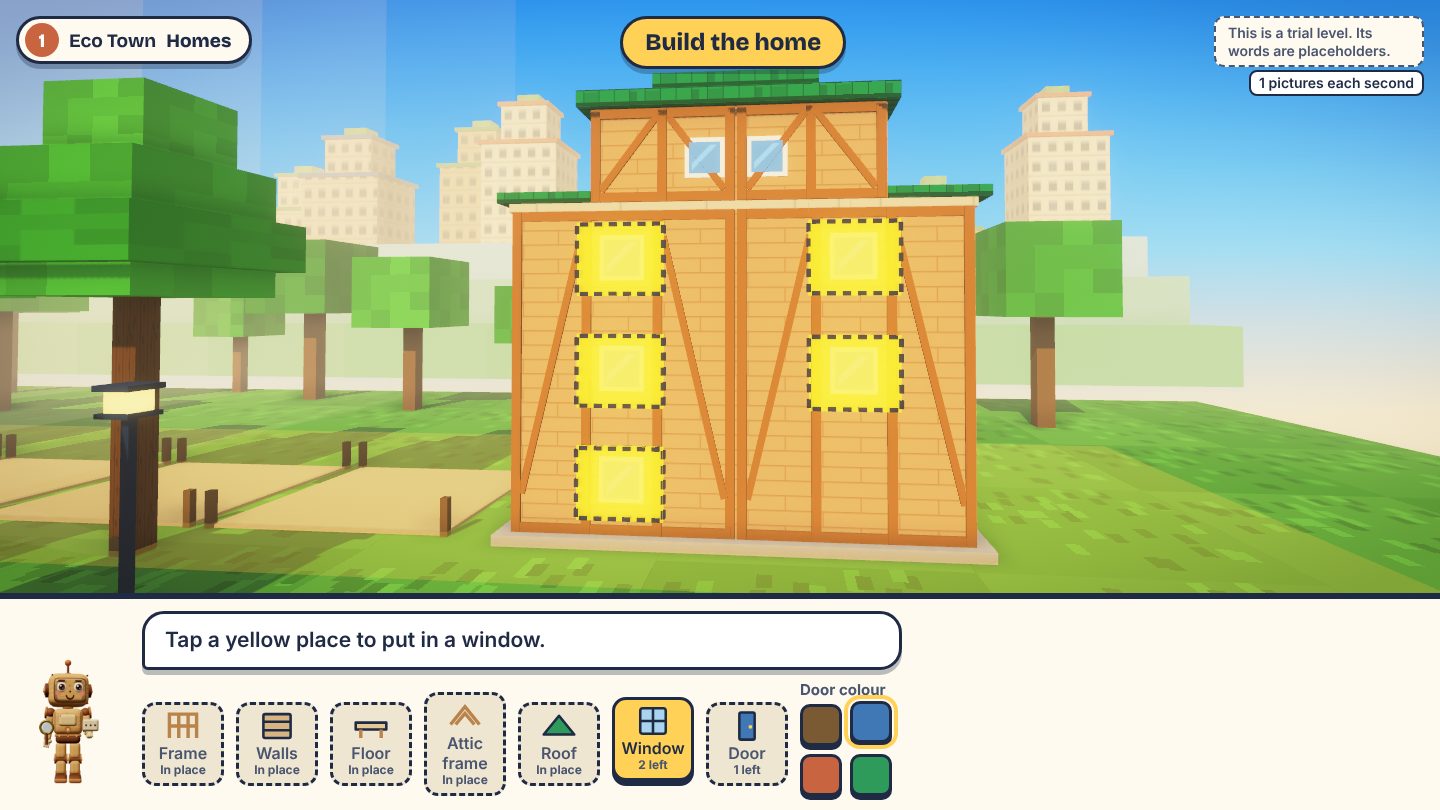 1 Eco Town Homes
Build the home
This is a trial level. Its
words are placeholders.
1 pictures each second
Tap a yellow place to put in a window.
Door colour
Frame
In place
Walls
In place
Floor
In place
Attic
frame
In place
Roof
In place
Window
2 left
Door
1 left